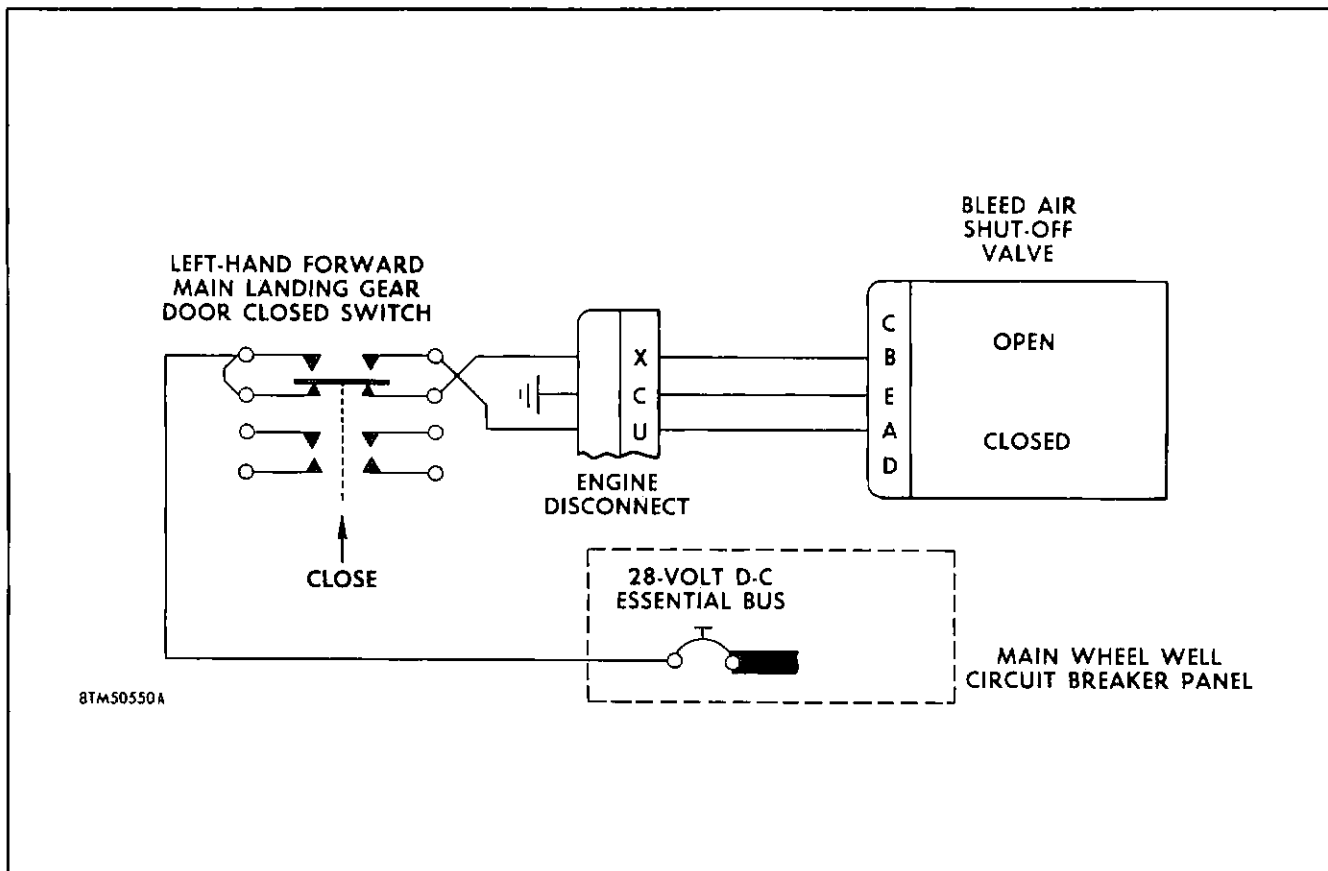 BLEED AIR
SHUT-OFF
VALVE
LEFT-HAND FORWARD
MAIN LANDING GEAR
DOOR CLOSED SWITCH
C
B
E
A
D
OPEN
CLOSED
X
C
U
ENGINE
DISCONNECT
CLOSE
28-VOLT D-C
ESSENTIAL BUS
MAIN WHEEL WELL
CIRCUIT BREAKER PANEL
8TM50550A